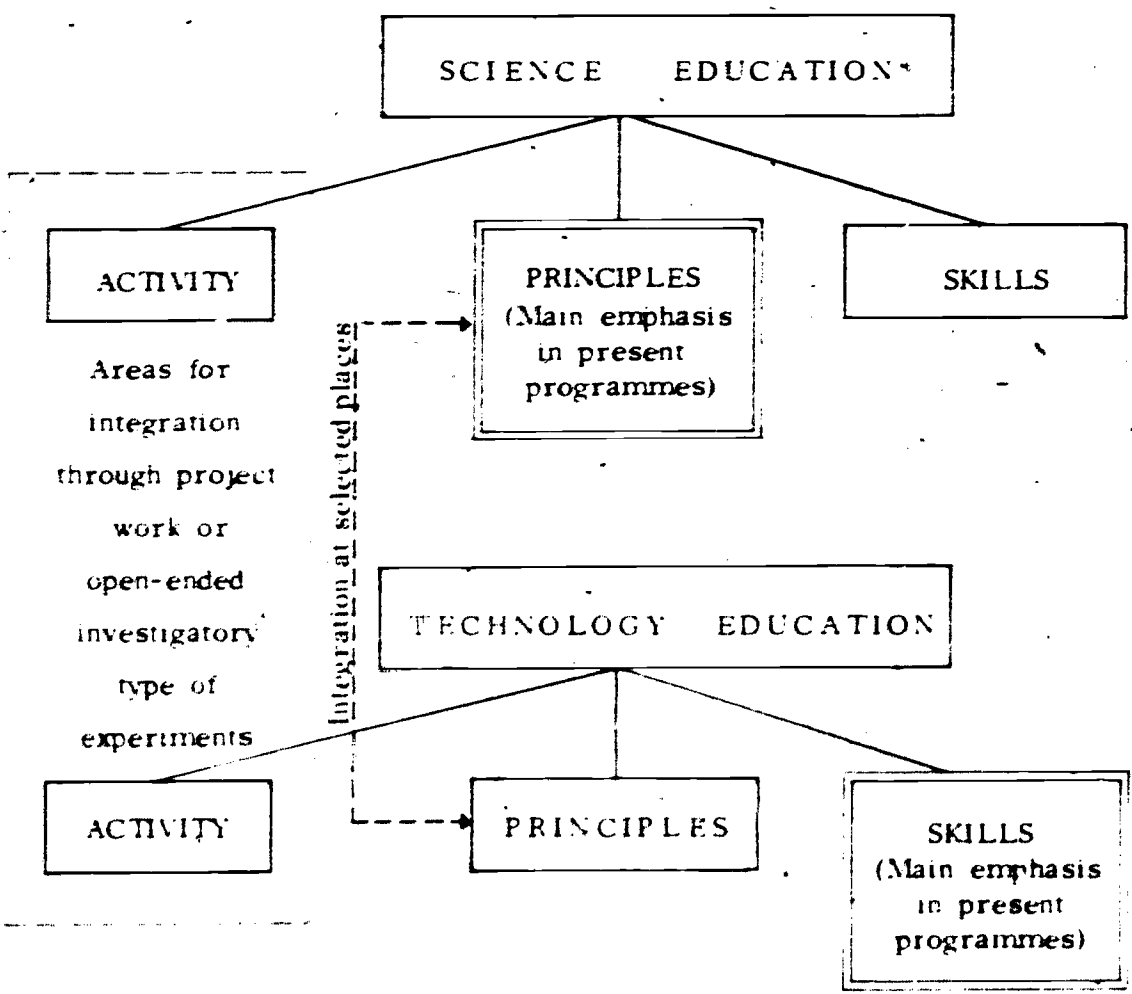 SCIENCE EDUCATION*
ACTIVITY
PRINCIPLES
(Main emphasis
in present
programmes)
SKILLS
Areas for
integration
through project
work or
open-ended
investigatory
type of
experiments
Integration at selected places
TECHNOLOGY EDUCATION
ACTIVITY
PRINCIPLES
SKILLS
(Main emphasis
in present
programmes)